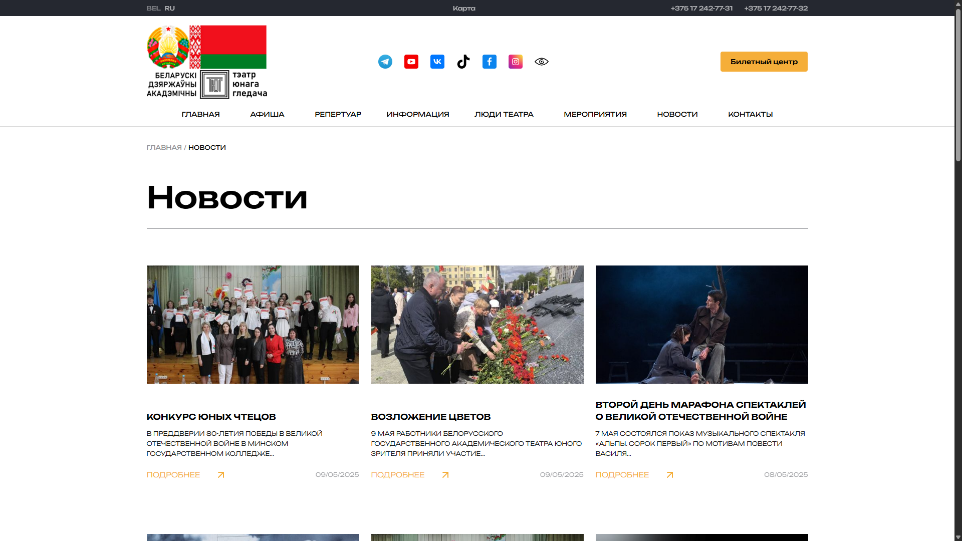 BEL RU
Карта
+375 17 242-77-31 +375 17 242-77-32
БЕЛАРУСКІ
ДЗЯРЖАЎНЫ
АКАДЭМІЧНЫ
тэатр
юнага
гледача
Билетный центр
ГЛАВНАЯ АФИША РЕПЕРТУАР ИНФОРМАЦИЯ ЛЮДИ ТЕАТРА МЕРОПРИЯТИЯ НОВОСТИ КОНТАКТЫ
ГЛАВНАЯ / НОВОСТИ
Новости
КОНКУРС ЮНЫХ ЧТЕЦОВ
В ПРЕДДВЕРИИ 80-ЛЕТИЯ ПОБЕДЫ В ВЕЛИКОЙ
ОТЕЧЕСТВЕННОЙ ВОЙНЕ В МИНСКОМ
ГОСУДАРСТВЕННОМ КОЛЛЕДЖЕ...
ПОДРОБНЕЕ 09/05/2025
ВОЗЛОЖЕНИЕ ЦВЕТОВ
9 МАЯ РАБОТНИКИ БЕЛОРУССКОГО
ГОСУДАРСТВЕННОГО АКАДЕМИЧЕСКОГО ТЕАТРА ЮНОГО
ЗРИТЕЛЯ ПРИНЯЛИ УЧАСТИЕ...
ПОДРОБНЕЕ 09/05/2025
ВТОРОЙ ДЕНЬ МАРАФОНА СПЕКТАКЛЕЙ
О ВЕЛИКОЙ ОТЕЧЕСТВЕННОЙ ВОЙНЕ
7 МАЯ СОСТОЯЛСЯ ПОКАЗ МУЗЫКАЛЬНОГО СПЕКТАКЛЯ
«АЛЬПЫ. СОРОК ПЕРВЫЙ» ПО МОТИВАМ ПОВЕСТИ
ВАСИЛЯ...
ПОДРОБНЕЕ 08/05/2025